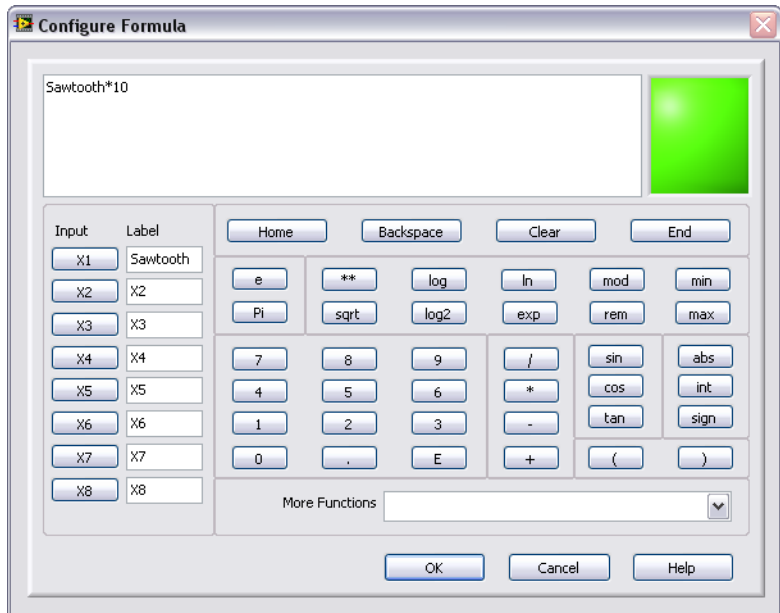 Configure Formula
Sawtooth*10
Input Label Home Backspace Clear End
X1 Sawtooth
e ** log ln mod min
X2 X2
Pi sqrt log2 exp rem max
X3 X3
X4 X4 7 8 9 / sin abs
X5 X5 4 5 6 * cos int
X6 X6 1 2 3 - tan sign
X7 X7 0 . E + ( )
X8 X8
More Functions
OK Cancel Help